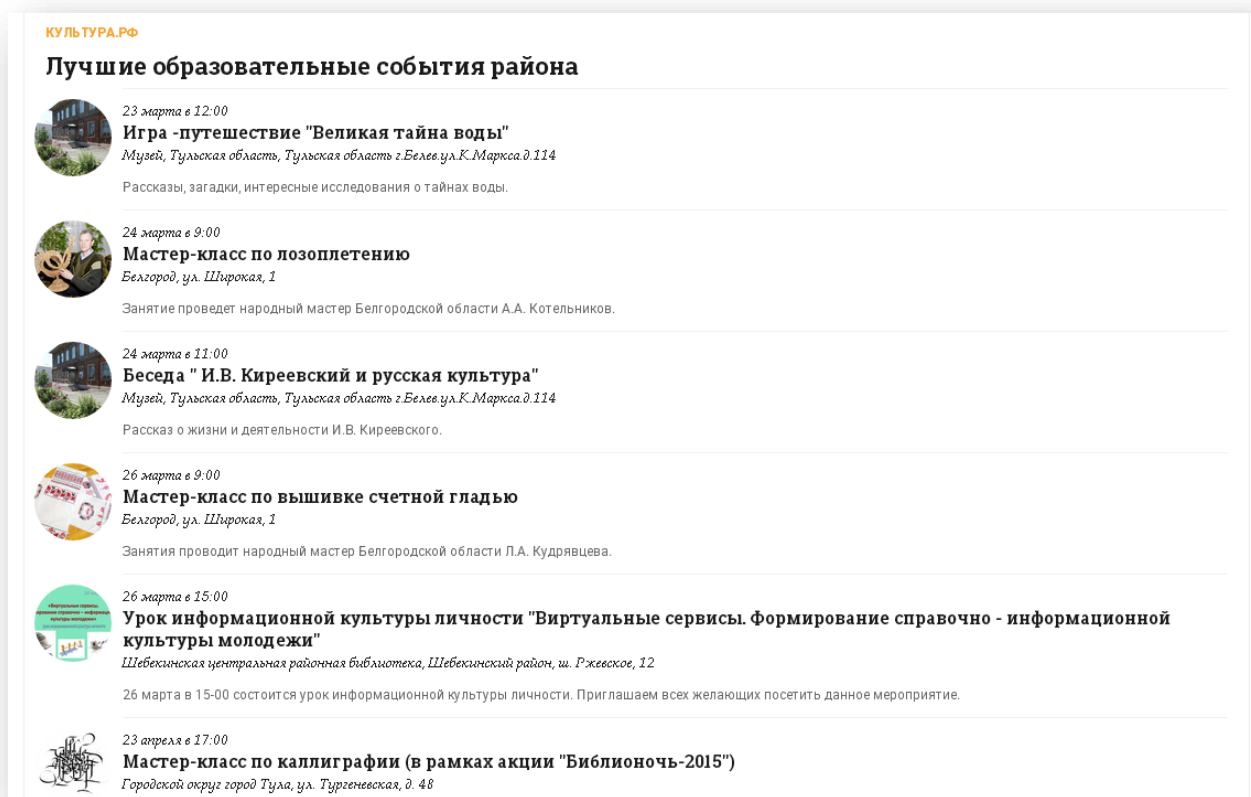 КУЛЬТУРА.РФ
Лучшие образовательные события района
23 марта в 12:00
Игра -путешествие "Великая тайна воды"
Музей, Тульская область, Тульская область г.Белев.ул.К.Маркса.д.114
Рассказы, загадки, интересные исследования о тайнах воды.
24 марта в 9:00
Мастер-класс по лозоплетению
Белгород, ул. Широкая, 1
Занятие проведет народный мастер Белгородской области А.А. Котельников.
24 марта в 11:00
Беседа " И.В. Киреевский и русская культура"
Музей, Тульская область, Тульская область г.Белев.ул.К.Маркса.д.114
Рассказ о жизни и деятельности И.В. Киреевского.
26 марта в 9:00
Мастер-класс по вышивке счетной гладью
Белгород, ул. Широкая, 1
Занятия проводит народный мастер Белгородской области Л.А. Кудрявцева.
26 марта в 15:00
Урок информационной культуры личности "Виртуальные сервисы. Формирование справочно - информационной
культуры молодежи"
Шебекинская центральная районная библиотека, Шебекинский район, ш. Ржевское, 12
26 марта в 15-00 состоится урок информационной культуры личности. Приглашаем всех желающих посетить данное мероприятие.
23 апреля в 17:00
Мастер-класс по каллиграфии (в рамках акции "Библионочь-2015")
Городской округ город Тула, ул. Тургеневская, д. 48